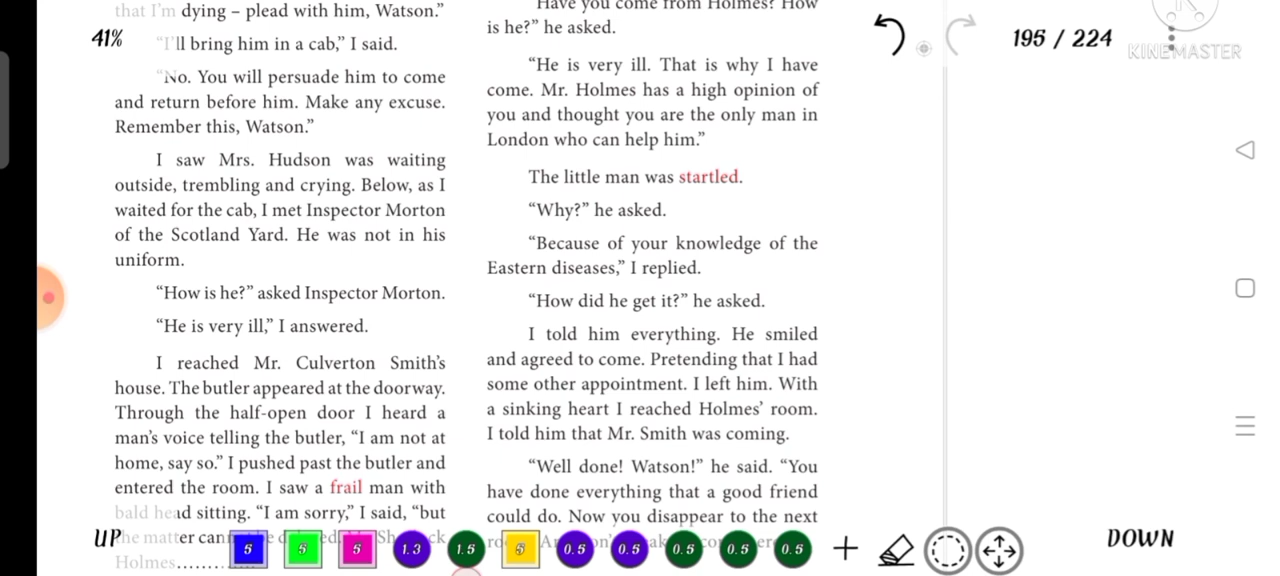 that I'm dying – plead with him, Watson."
"I'll bring him in a cab," I said.
"No. You will persuade him to come
and return before him. Make any excuse.
Remember this, Watson."
I saw Mrs. Hudson was waiting
outside, trembling and crying. Below, as I
waited for the cab, I met Inspector Morton
of the Scotland Yard. He was not in his
uniform.
"How is he?" asked Inspector Morton.
"He is very ill," I answered.
I reached Mr. Culverton Smith's
house. The butler appeared at the doorway.
Through the half-open door I heard a
man's voice telling the butler, "I am not at
home, say so." I pushed past the butler and
entered the room. I saw a frail man with
bald head sitting. "I am sorry," I said, "but
the matter
Holmes........
Have you come from Holmes? How
is he?" he asked.
"He is very ill. That is why I have
come. Mr. Holmes has a high opinion of
you and thought you are the only man in
London who can help him."
The little man was startled.
"Why?" he asked.
"Because of your knowledge of the
Eastern diseases," I replied.
"How did he get it?" he asked.
I told him everything. He smiled
and agreed to come. Pretending that I had
some other appointment. I left him. With
a sinking heart I reached Holmes' room.
I told him that Mr. Smith was coming.
"Well done! Watson!" he said. "You
have done everything that a good friend
could do. Now you disappear to the next
41%
195 / 224
KINEMASTER
UP
5 5 5 1.3 1.5 5 0.5 0.5 0.5 0.5 0.5
DOWN